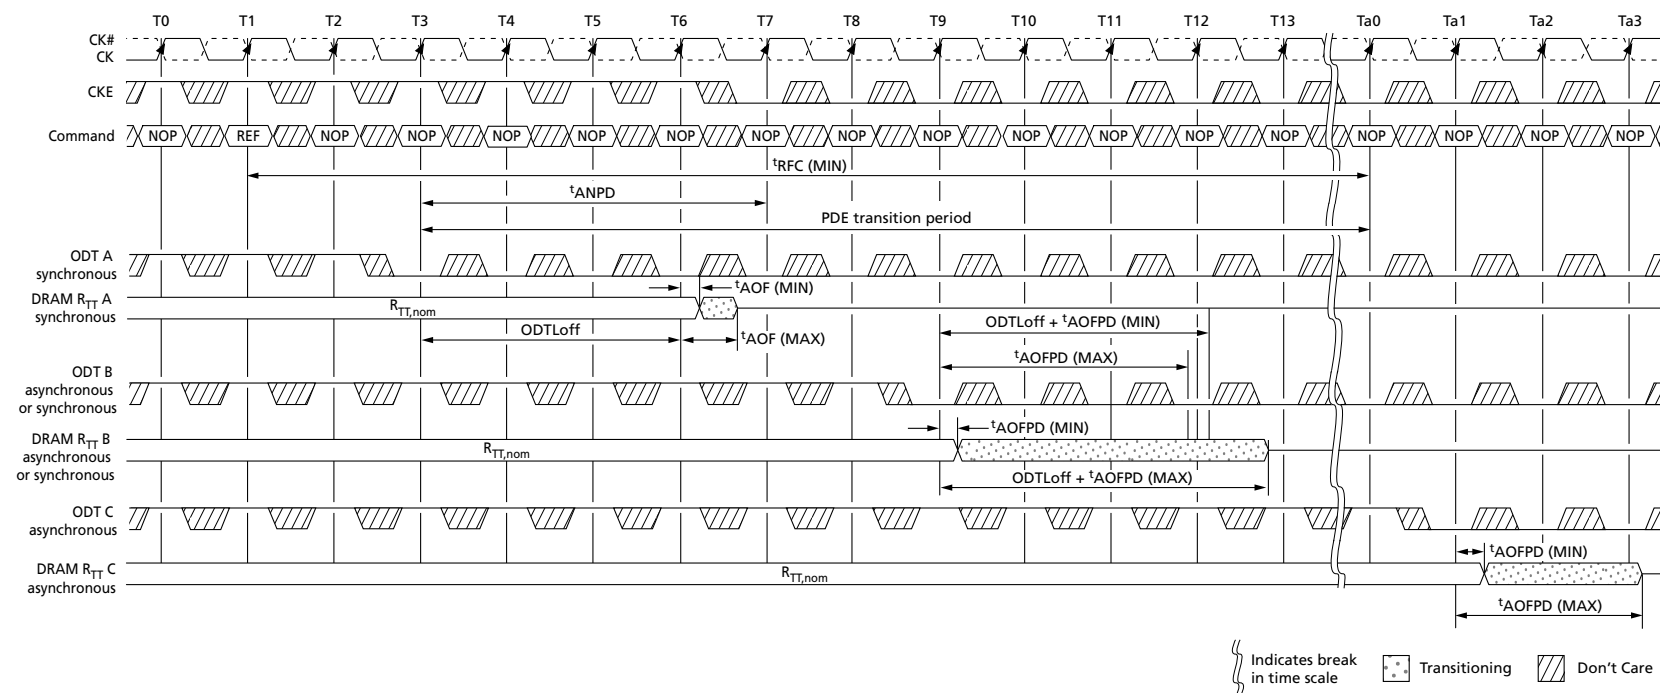 T0 T1 T2 T3 T4 T5 T6 T7 T8 T9 T10 T11 T12 T13 Ta0 Ta1 Ta2 Ta3
CK#
CK
CKE
Command NOP REF NOP NOP NOP NOP NOP NOP NOP NOP NOP NOP NOP NOP NOP NOP NOP NOP
tRFC (MIN)
tANPD
PDE transition period
ODT A
synchronous
tAOF (MIN)
DRAM RTT A
synchronous
RTT,nom
ODTLoff + tAOFPD (MIN)
ODTLoff
tAOF (MAX)
tAOFPD (MAX)
ODT B
asynchronous
or synchronous
tAOFPD (MIN)
DRAM RTT B
asynchronous
or synchronous
RTT,nom
ODTLoff + tAOFPD (MAX)
ODT C
asynchronous
tAOFPD (MIN)
DRAM RTT C
asynchronous
RTT,nom
tAOFPD (MAX)
Indicates break
in time scale
Transitioning
Don't Care